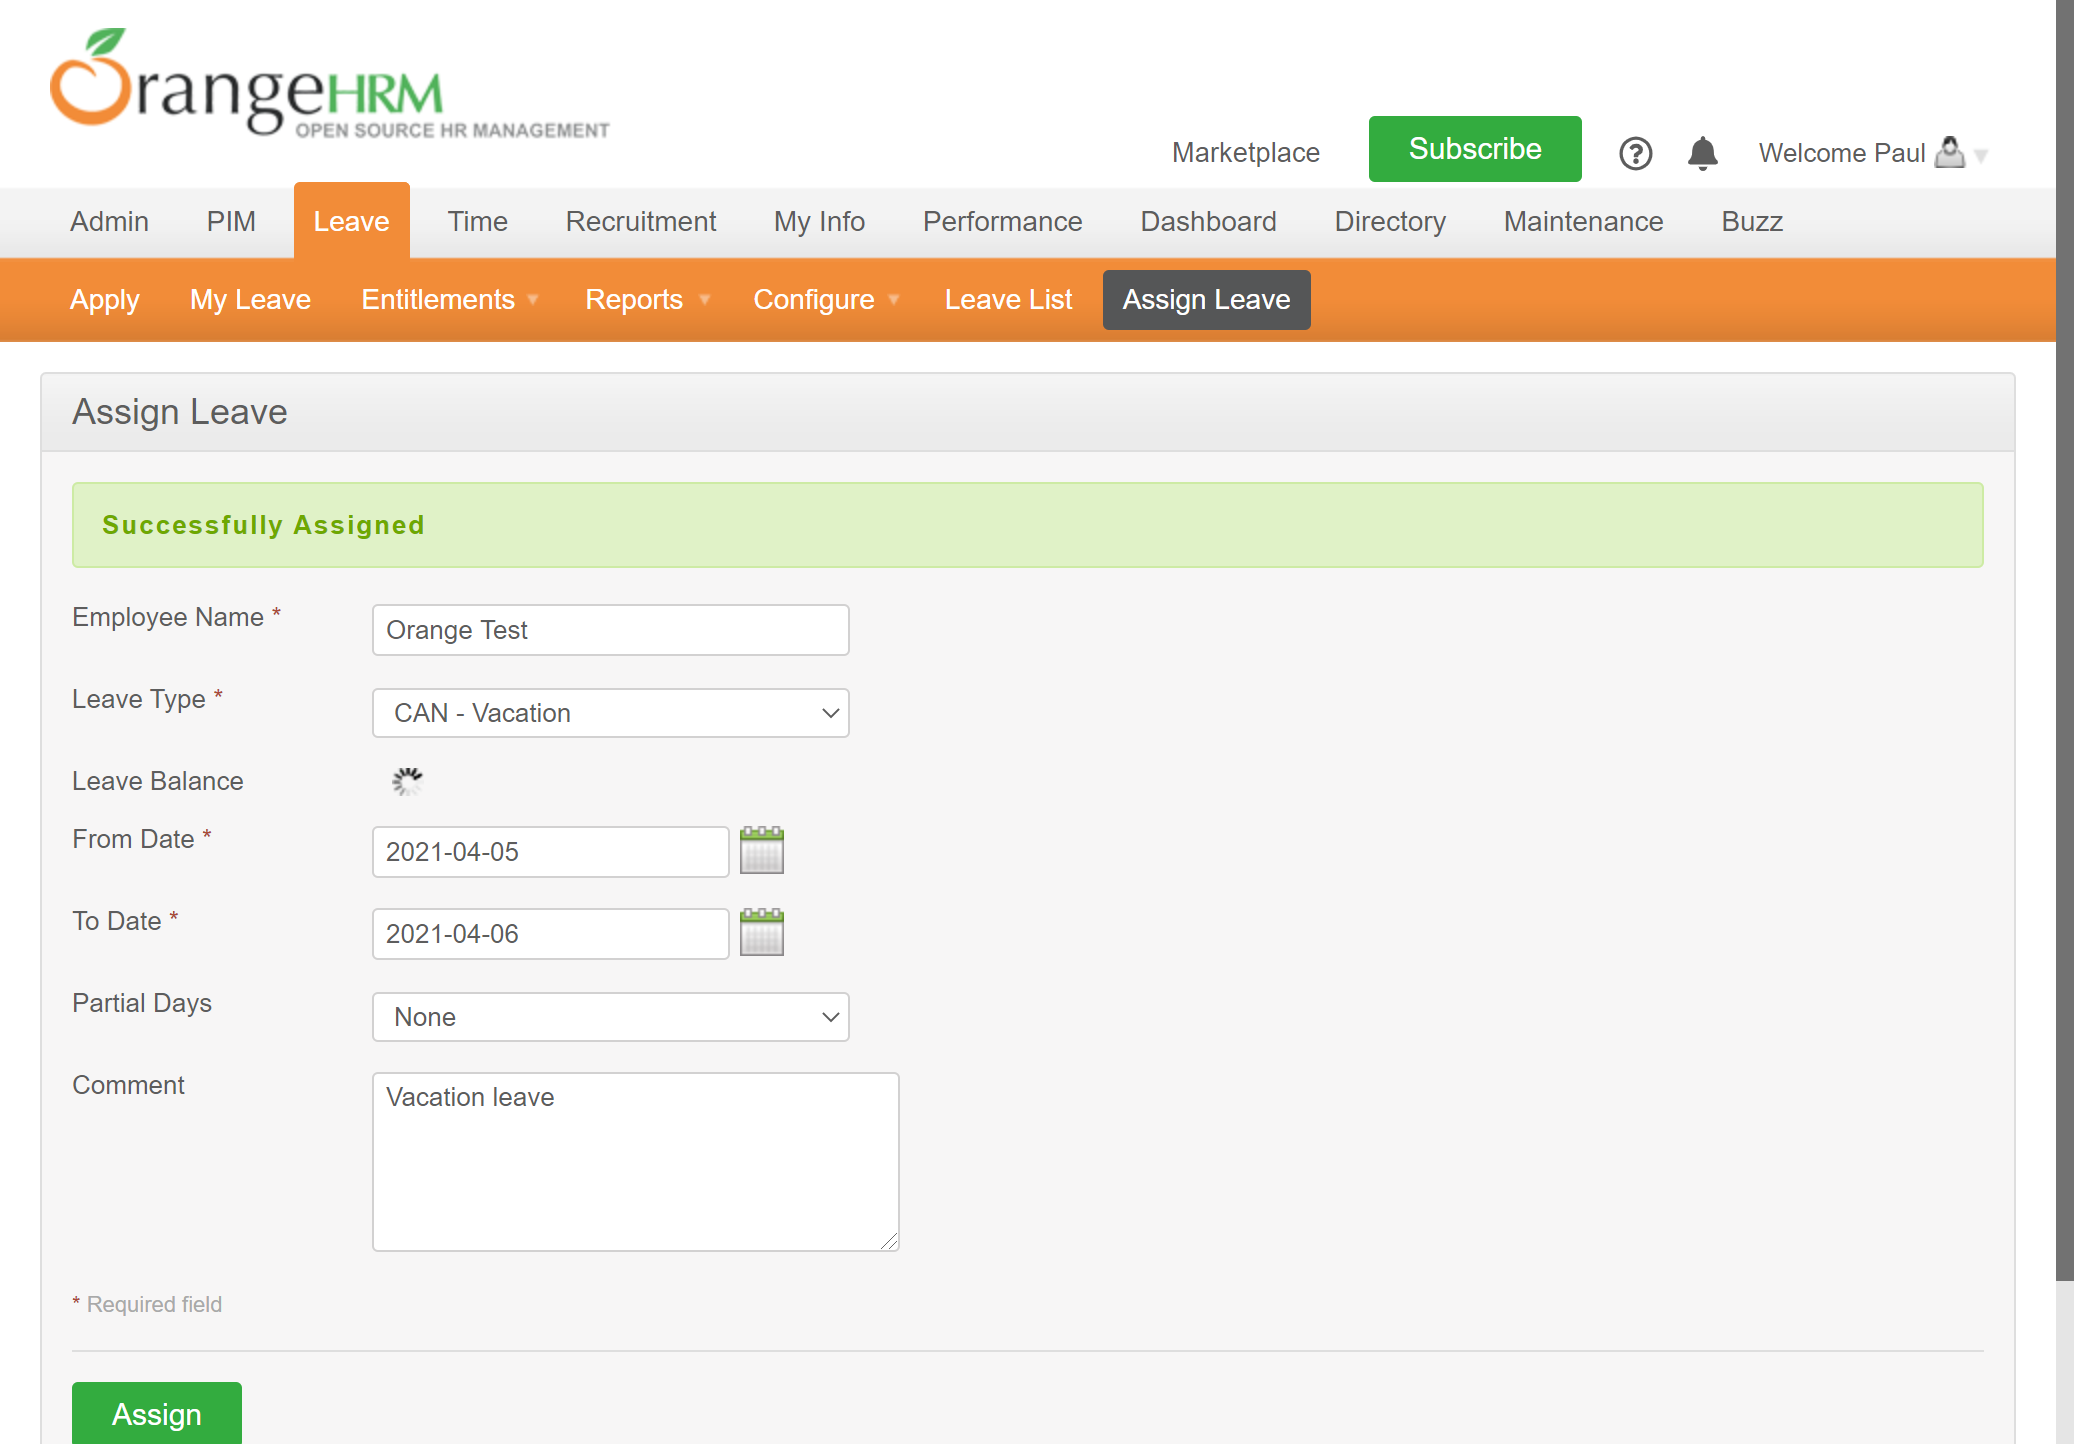 OrangeHRM
OPEN SOURCE HR MANAGEMENT
Marketplace Subscribe Welcome Paul
Admin PIM Leave Time Recruitment My Info Performance Dashboard Directory Maintenance Buzz
Apply My Leave Entitlements Reports Configure Leave List Assign Leave
Assign Leave
Successfully Assigned
Employee Name * Orange Test
Leave Type * CAN - Vacation
Leave Balance
From Date * 2021-04-05
To Date * 2021-04-06
Partial Days None
Comment Vacation leave
* Required field
Assign